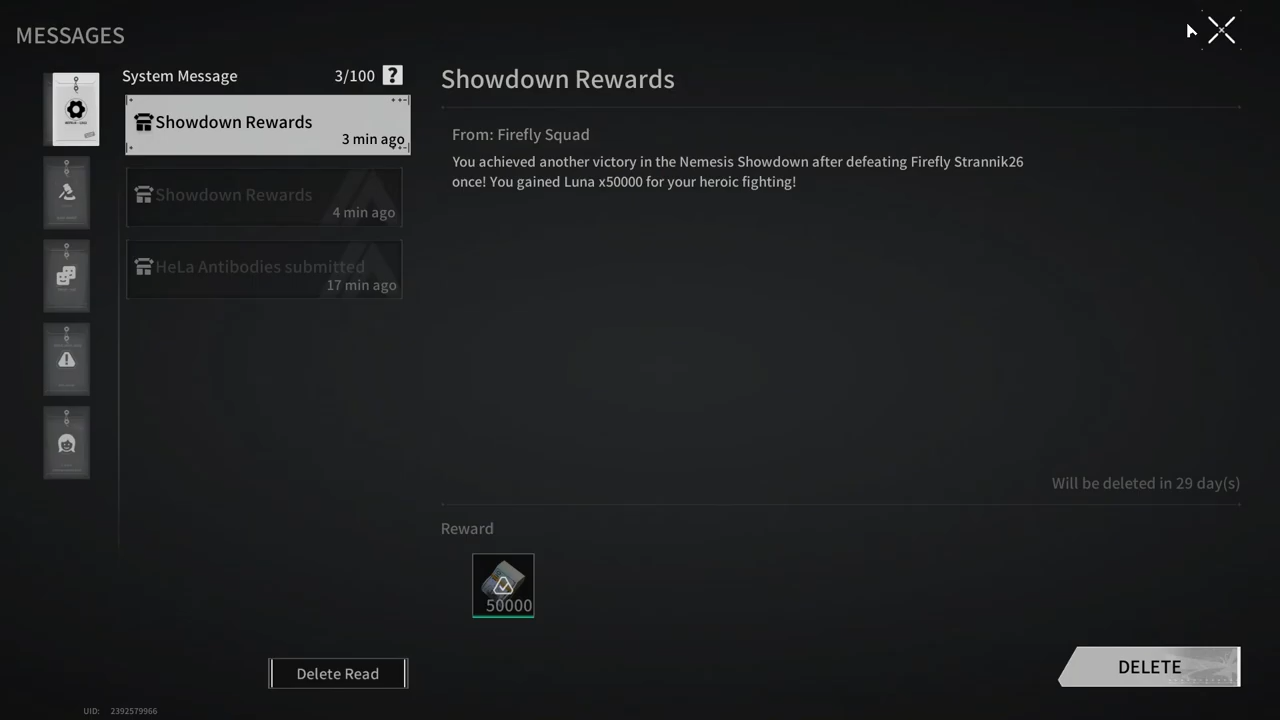 MESSAGES
System Message 3/100 ?
Showdown Rewards
3 min ago
Showdown Rewards
4 min ago
HeLa Antibodies submitted
17 min ago
Delete Read
Showdown Rewards
From: Firefly Squad
You achieved another victory in the Nemesis Showdown after defeating Firefly Strannik26
once! You gained Luna x50000 for your heroic fighting!
Will be deleted in 29 day(s)
Reward
50000
DELETE
UID: 2392579966